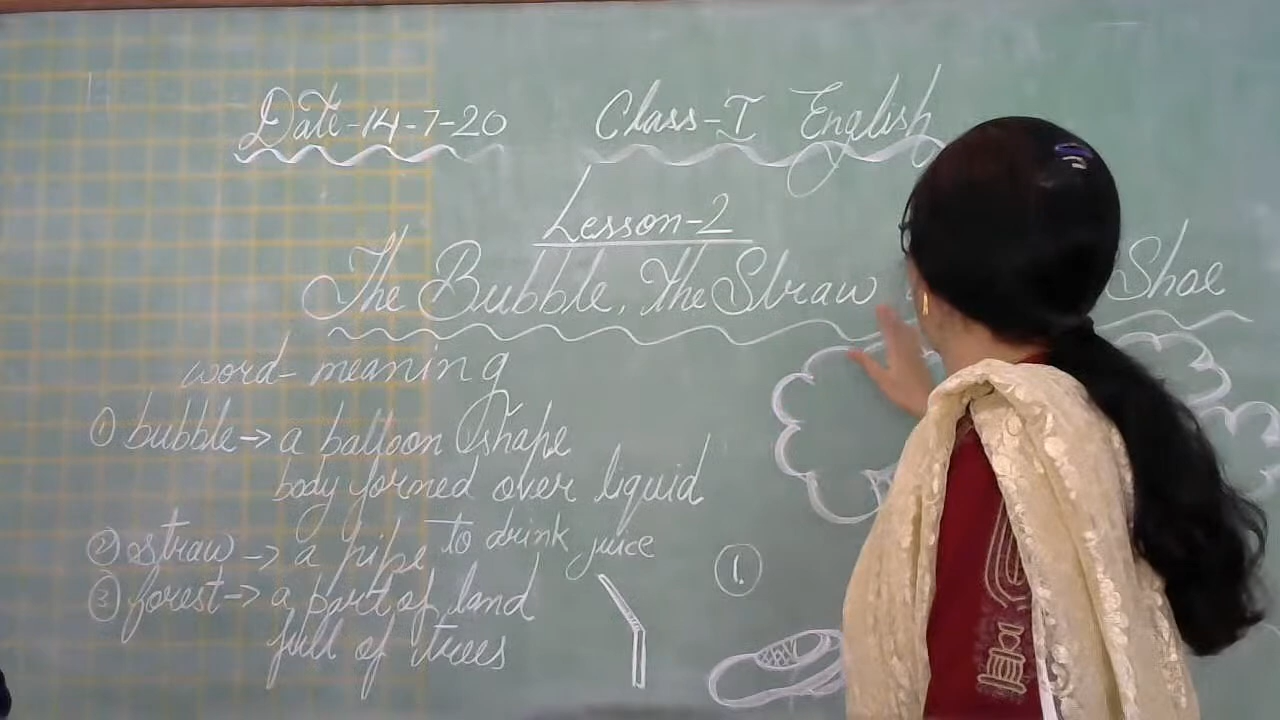 Date-14-7-20 Class-I English
Lesson-2
The Bubble, The Straw Shoe
word-meaning
① bubble→ a balloon shape
body formed over liquid
② straw → a pipe to drink juice
③ forest→ a part of land
full of trees
①.